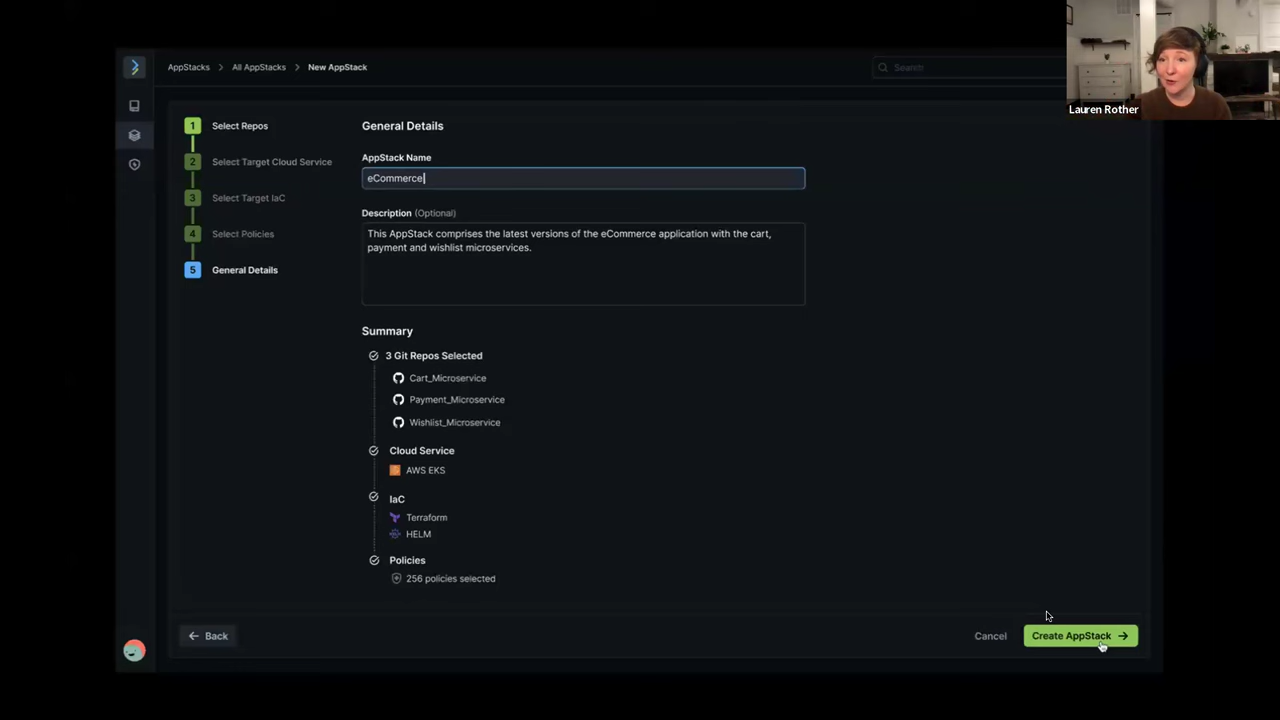 AppStacks > All AppStacks > New AppStack
Search
Lauren Rother
1 Select Repos
2 Select Target Cloud Service
3 Select Target IaC
4 Select Policies
5 General Details
General Details
AppStack Name
eCommerce
Description (Optional)
This AppStack comprises the latest versions of the eCommerce application with the cart,
payment and wishlist microservices.
Summary
3 Git Repos Selected
Cart_Microservice
Payment_Microservice
Wishlist_Microservice
Cloud Service
AWS EKS
IaC
Terraform
HELM
Policies
256 policies selected
Back
Cancel
Create AppStack